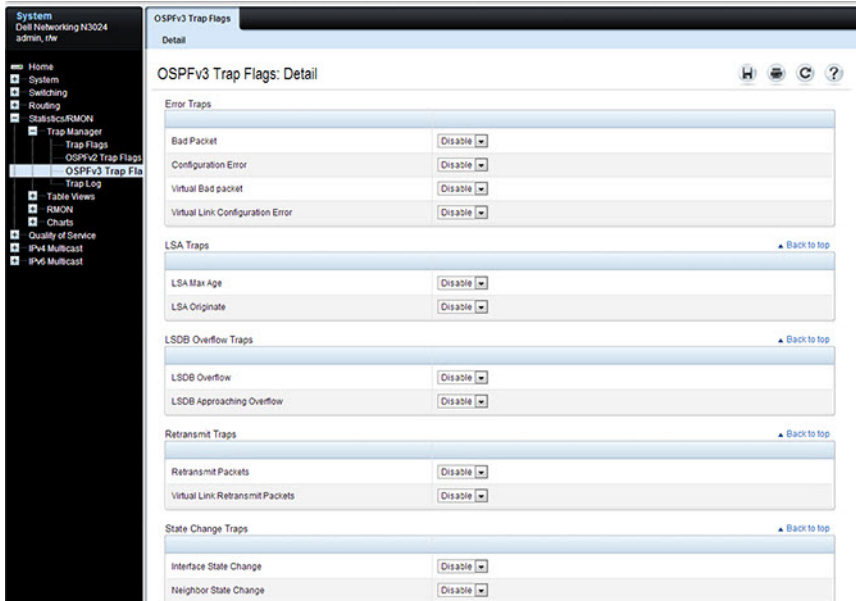 System
Dell Networking N3024
admin, r/w
Home
System
Switching
Routing
Statistics/RMON
Trap Manager
Trap Flags
OSPFv2 Trap Flags
OSPFv3 Trap Fla
Trap Log
Table Views
RMON
Charts
Quality of Service
IPv4 Multicast
IPv6 Multicast
OSPFv3 Trap Flags
Detail
OSPFv3 Trap Flags: Detail
Error Traps
Bad Packet Disable
Configuration Error Disable
Virtual Bad packet Disable
Virtual Link Configuration Error Disable
LSA Traps Back to top
LSA Max Age Disable
LSA Originate Disable
LSDB Overflow Traps Back to top
LSDB Overflow Disable
LSDB Approaching Overflow Disable
Retransmit Traps Back to top
Retransmit Packets Disable
Virtual Link Retransmit Packets Disable
State Change Traps Back to top
Interface State Change Disable
Neighbor State Change Disable